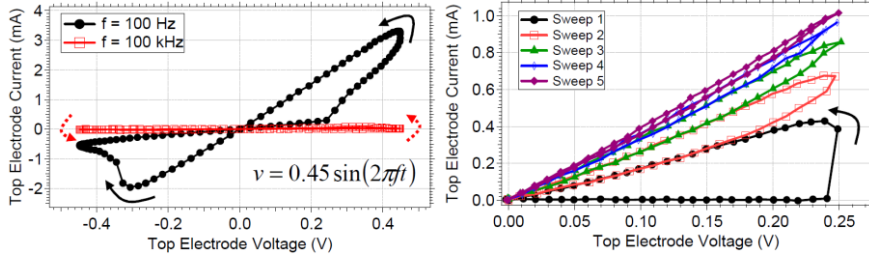 f = 100 Hz
f = 100 kHz
v = 0.45 sin(2πft)
Top Electrode Current (mA)
4
3
2
1
0
-1
-2
-0.4
-0.2
0.0
0.2
0.4
Top Electrode Voltage (V)
Sweep 1
Sweep 2
Sweep 3
Sweep 4
Sweep 5
Top Electrode Current (mA)
1.0
0.8
0.6
0.4
0.2
0.0
0.00
0.05
0.10
0.15
0.20
0.25
Top Electrode Voltage (V)